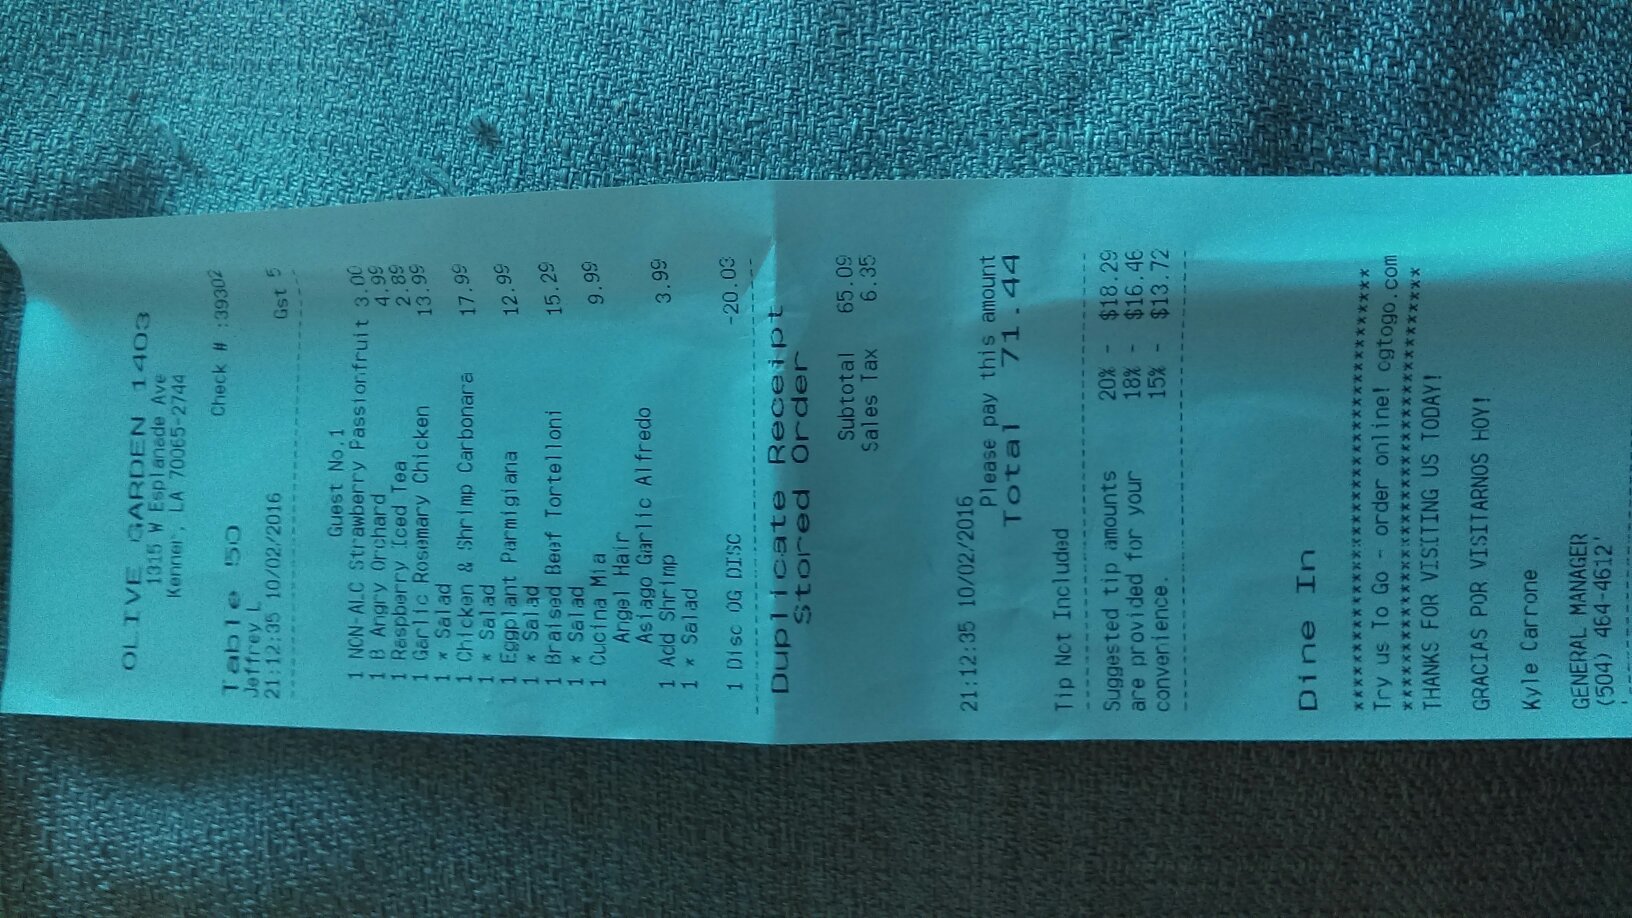 OLIVE GARDEN 1403
1315 W Esplanade Ave
Kenner, LA 70065-2744
Check # :39302
Table 50
Jeffrey L
21:12:35 10/02/2016 Gst 5
Guest No.1
1 NON-ALC Strawberry Passionfruit 3.00
1 B Angry Orchard 4.99
1 Raspberry Iced Tea 2.89
1 Garlic Rosemary Chicken 13.99
1 * Salad
1 Chicken & Shrimp Carbonara 17.99
1 * Salad
1 Eggplant Parmigiana 12.99
1 * Salad
1 Braised Beef Tortelloni 15.29
1 * Salad
1 Cucina Mia 9.99
Angel Hair
Asiago Garlic Alfredo
1 Add Shrimp 3.99
1 * Salad
1 Disc OG DISC -20.03
Duplicate Receipt
Stored Order
Subtotal 65.09
Sales Tax 6.35
21:12:35 10/02/2016
Please pay this amount
Total 71.44
Tip Not Included
Suggested tip amounts 20% - $18.29
are provided for your 18% - $16.46
convenience. 15% - $13.72
Dine In
Try us To Go - order online! ogtogo.com
THANKS FOR VISITING US TODAY!
GRACIAS POR VISITARNOS HOY!
Kyle Carrone
GENERAL MANAGER
(504) 464-4612'